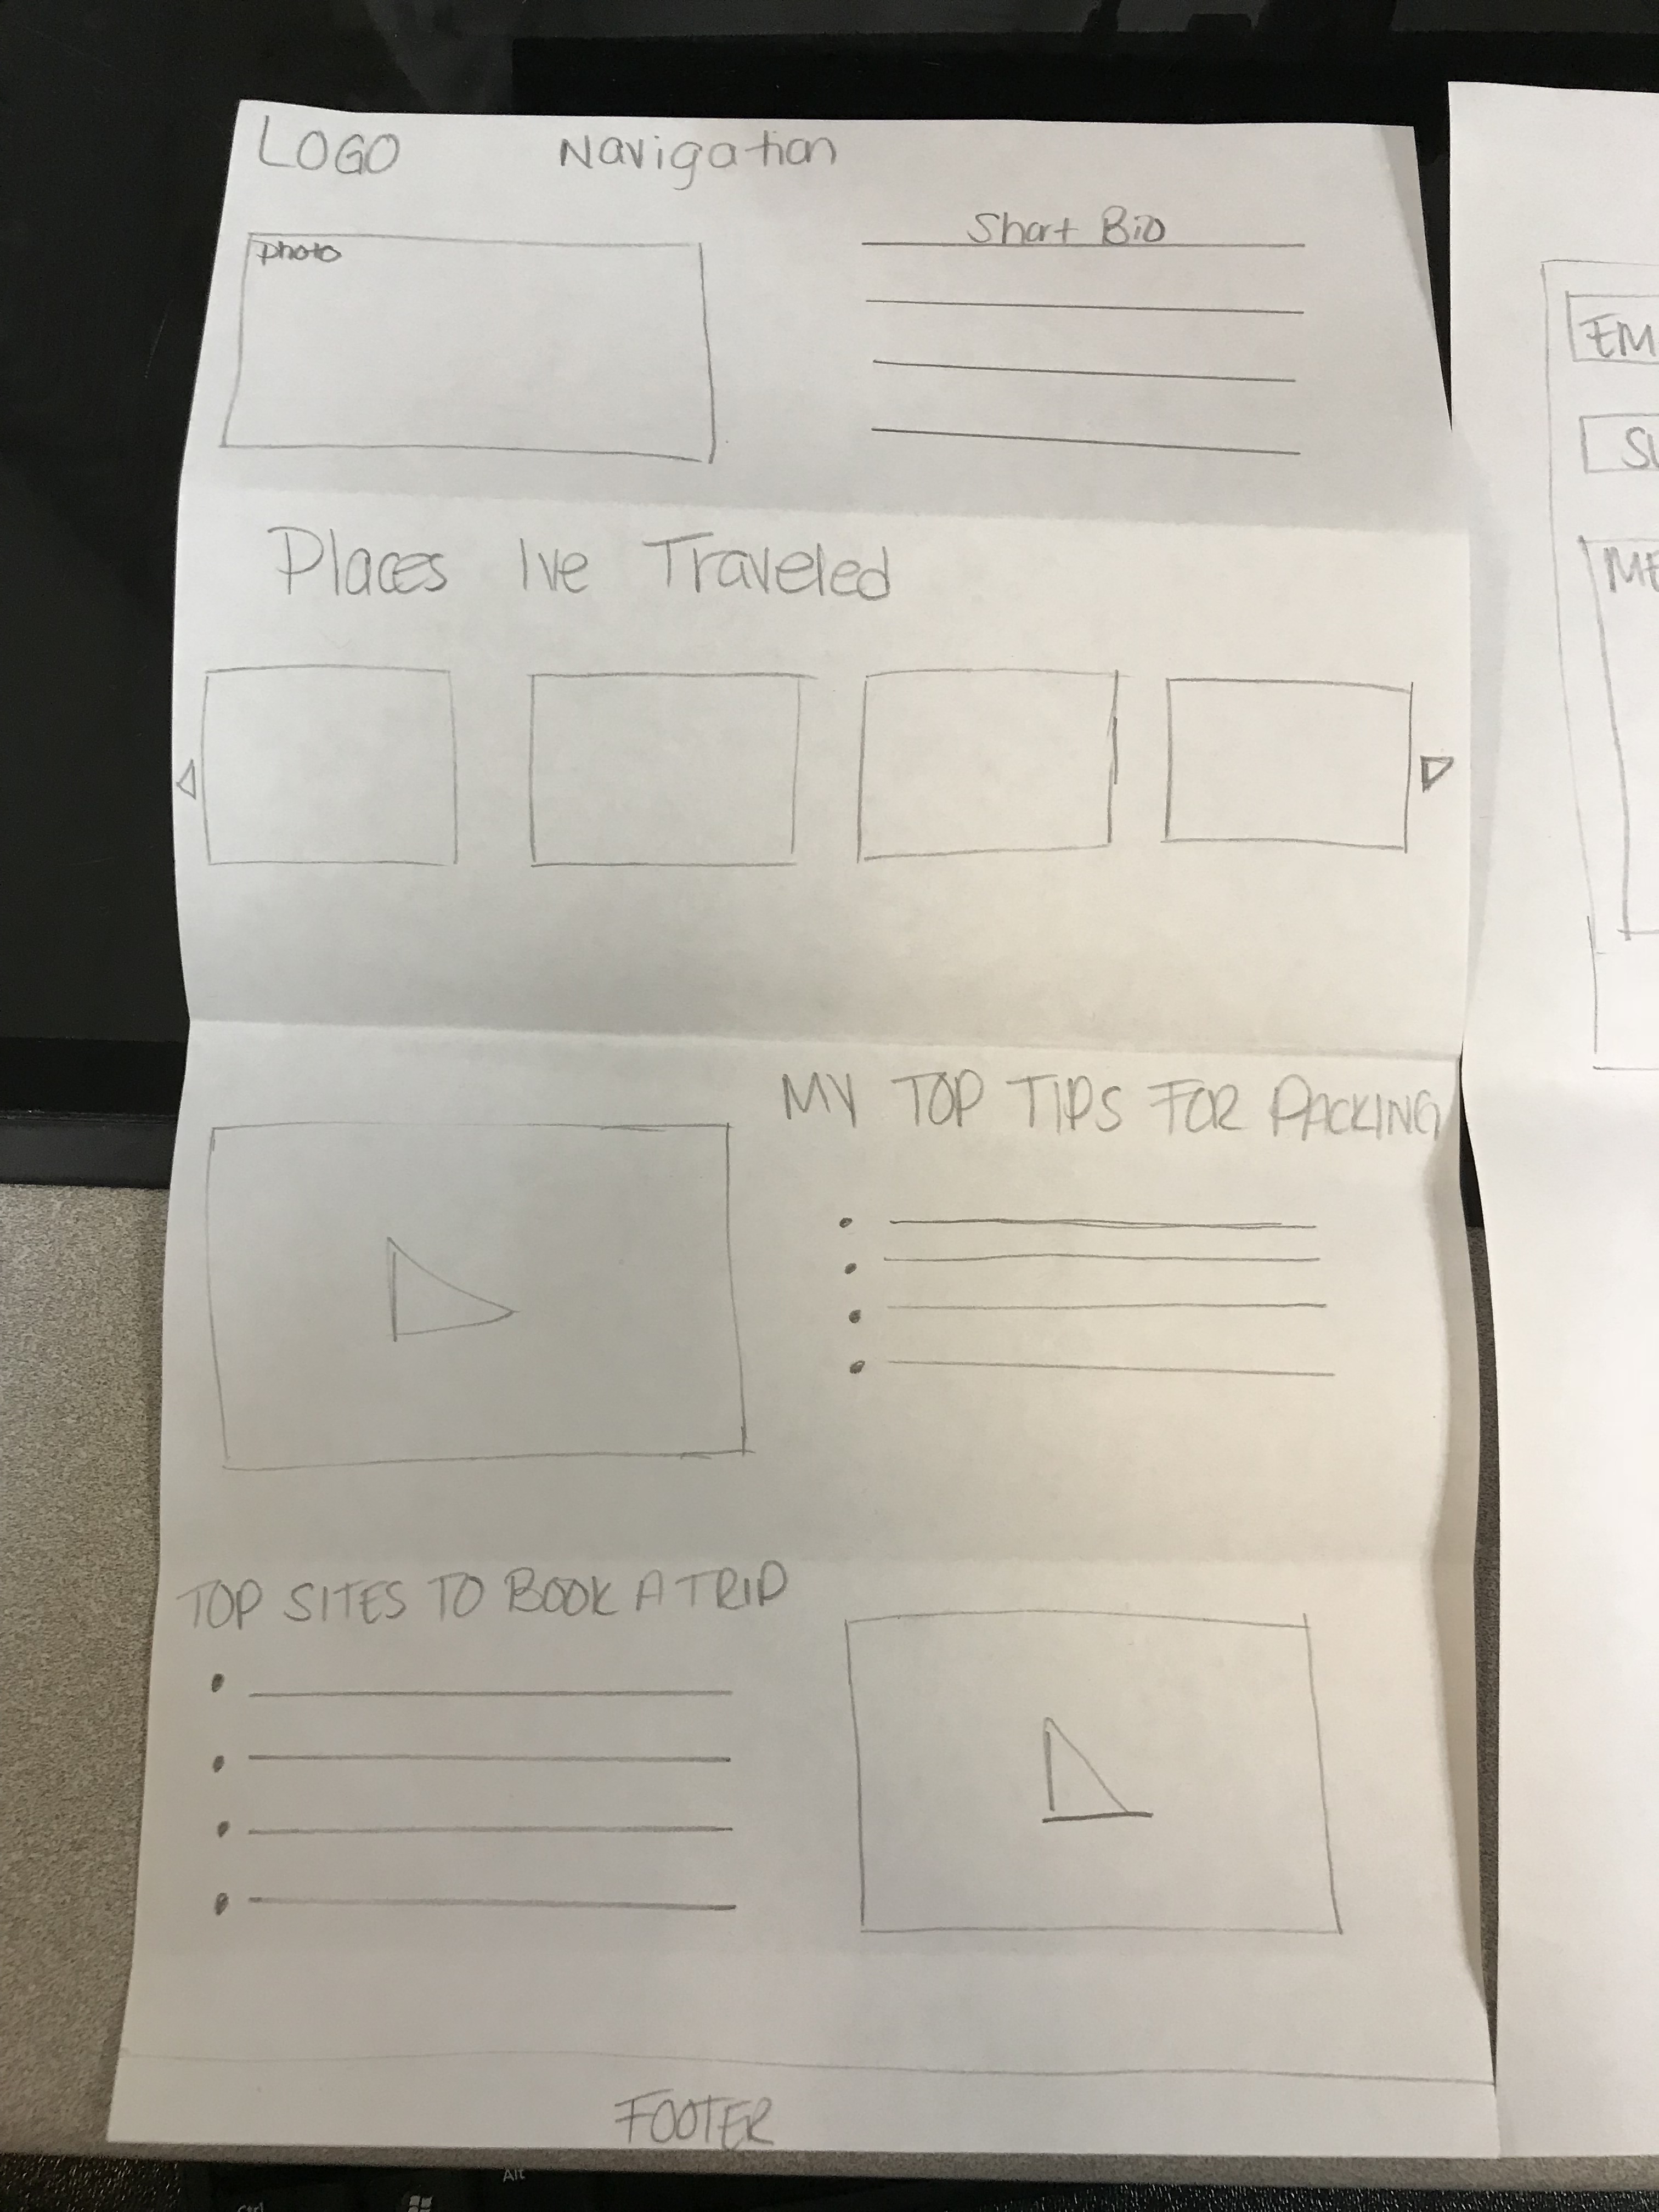 LOGO Navigation
photo
Short Bio
Places Ive Traveled
MY TOP TIPS FOR PACKING
TOP SITES TO BOOK A TRIP
FOOTER
EM
SU
ME
Alt
Ctrl